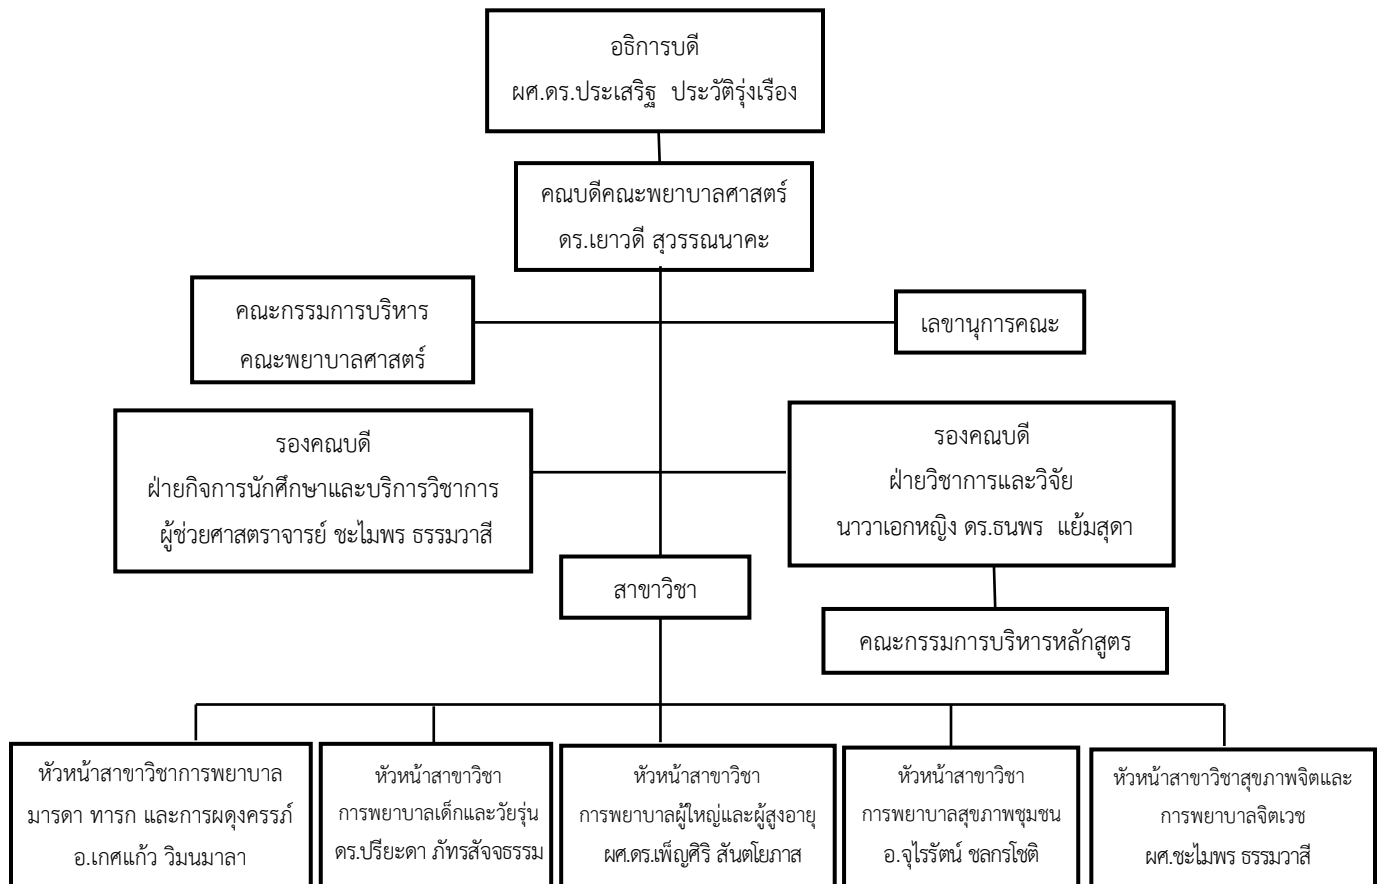 อธิการบดี
ผศ.ดร.ประเสริฐ ประวัติรุ่งเรือง
คณบดีคณะพยาบาลศาสตร์
ดร.เยาวดี สุวรรณนาคะ
คณะกรรมการบริหาร
คณะพยาบาลศาสตร์
เลขานุการคณะ
รองคณบดี
ฝ่ายกิจการนักศึกษาและบริการวิชาการ
ผู้ช่วยศาสตราจารย์ ชะไมพร ธรรมวาสี
รองคณบดี
ฝ่ายวิชาการและวิจัย
นาวาเอกหญิง ดร.ธนพร แย้มสุดา
สาขาวิชา
คณะกรรมการบริหารหลักสูตร
หัวหน้าสาขาวิชาการพยาบาล
มารดา ทารก และการผดุงครรภ์
อ.เกศแก้ว วิมนมาลา
หัวหน้าสาขาวิชา
การพยาบาลเด็กและวัยรุ่น
ดร.ปรียะดา ภัทรสัจจธรรม
หัวหน้าสาขาวิชา
การพยาบาลผู้ใหญ่และผู้สูงอายุ
ผศ.ดร.เพ็ญศิริ สันตโยภาส
หัวหน้าสาขาวิชา
การพยาบาลสุขภาพชุมชน
อ.จุไรรัตน์ ชลกรโชติ
หัวหน้าสาขาวิชาสุขภาพจิตและ
การพยาบาลจิตเวช
ผศ.ชะไมพร ธรรมวาสี